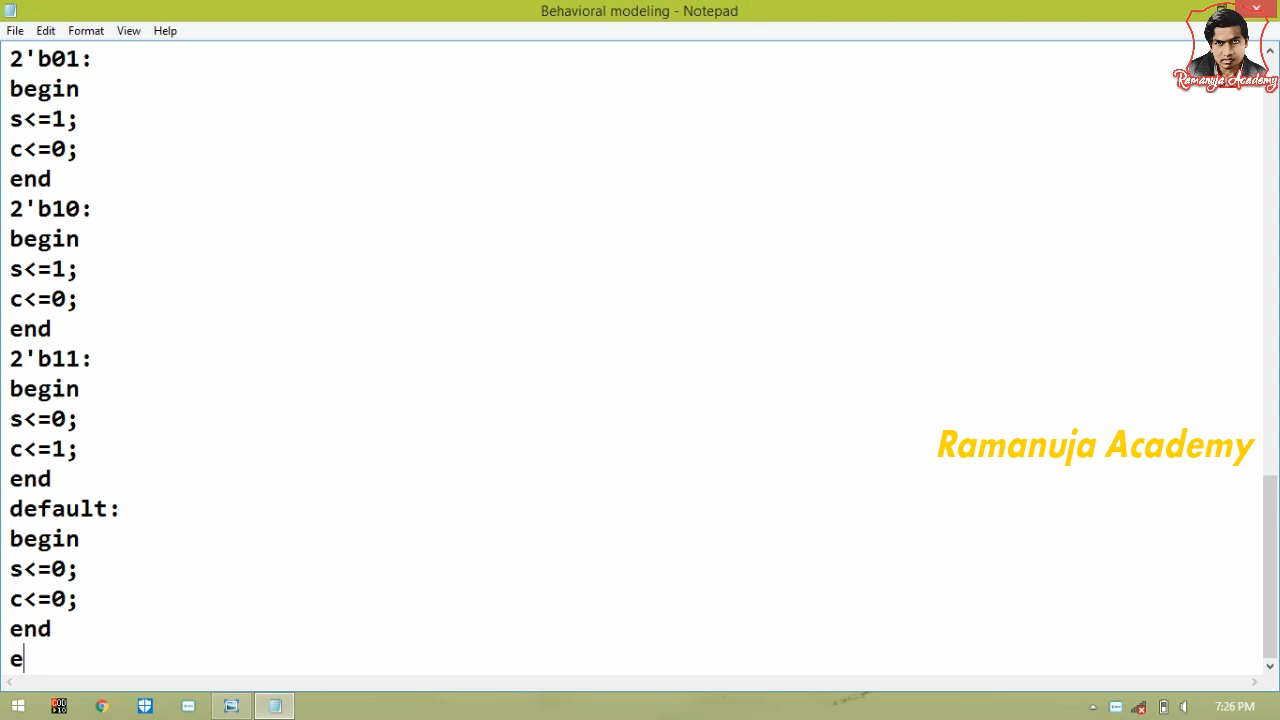 Behavioral modeling - Notepad
File Edit Format View Help
Ramanuja Academy
2'b01:
begin
s<=1;
c<=0;
end
2'b10:
begin
s<=1;
c<=0;
end
2'b11:
begin
s<=0;
c<=1;
end
default:
begin
s<=0;
c<=0;
end
e
Ramanuja Academy
7:26 PM